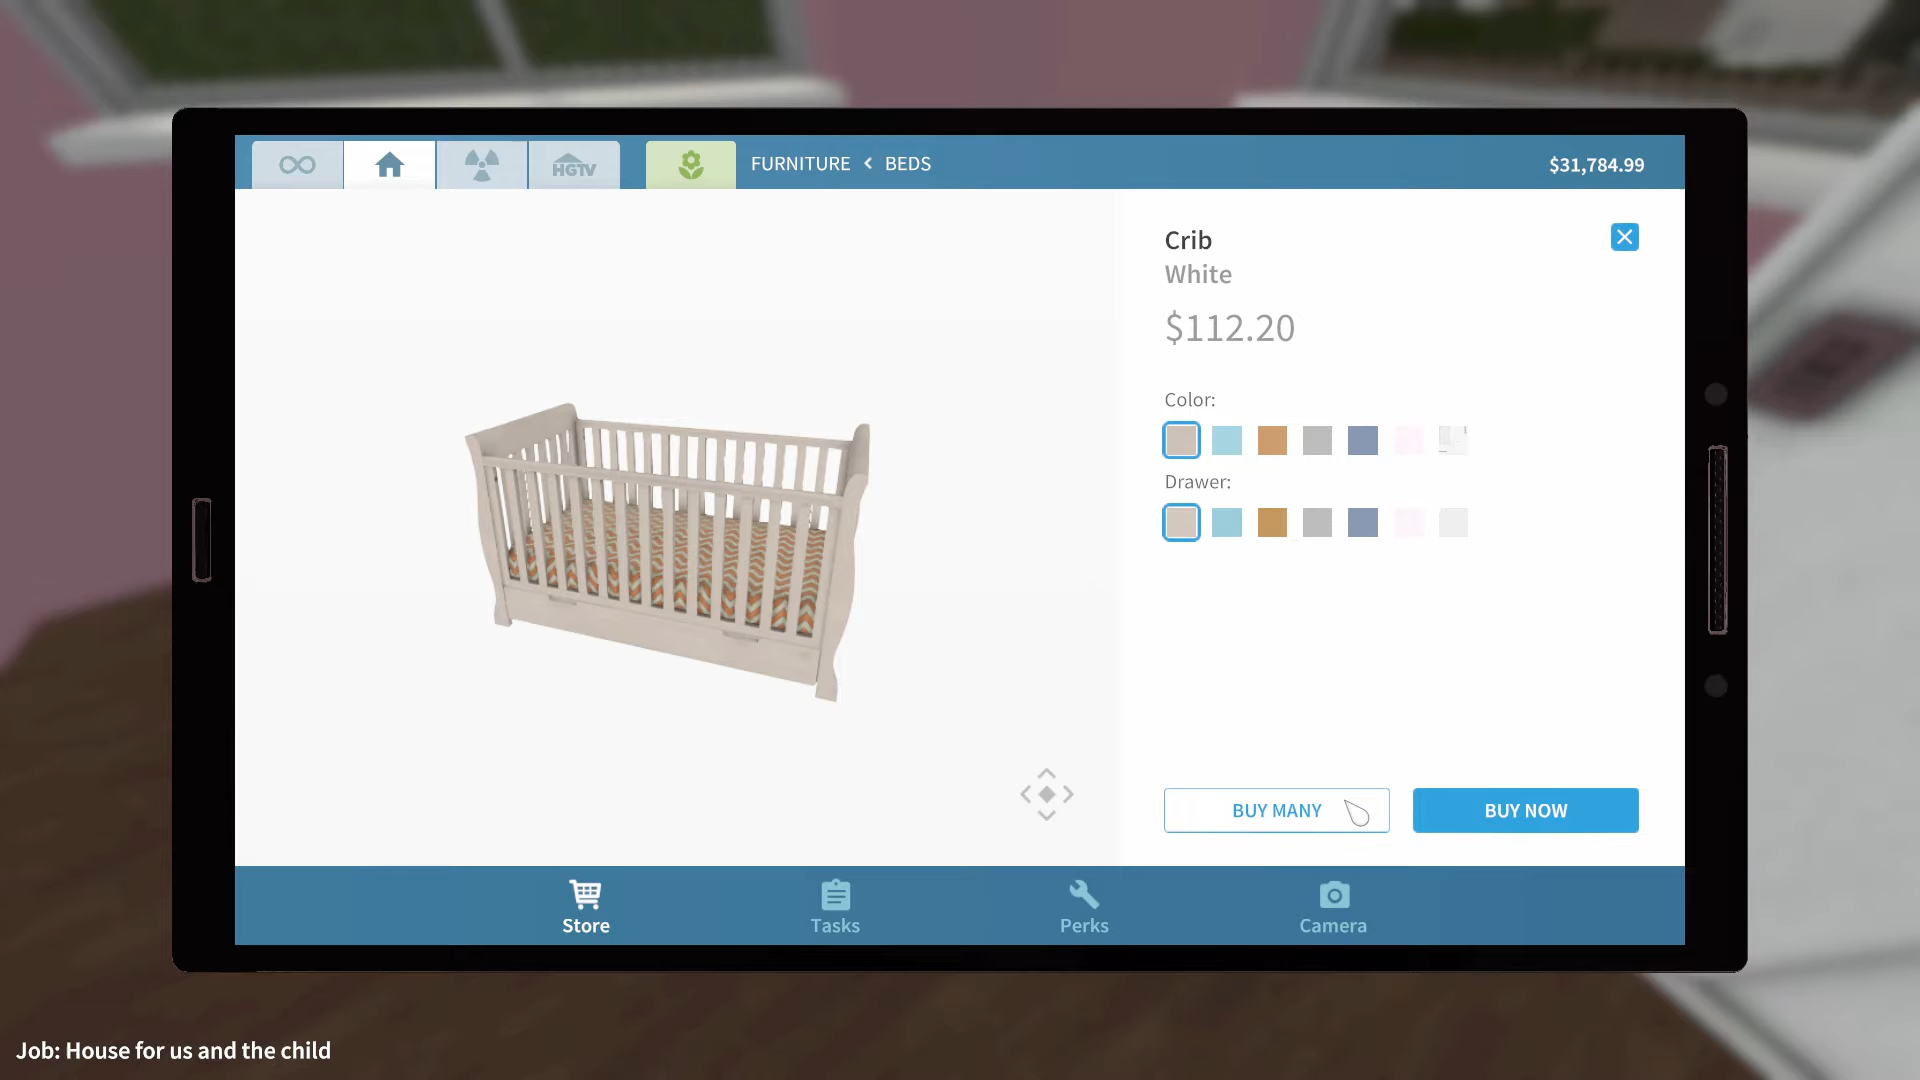 HGTV
FURNITURE < BEDS
$31,784.99
Crib
White
$112.20
Color:
Drawer:
BUY MANY
BUY NOW
Store
Tasks
Perks
Camera
Job: House for us and the child